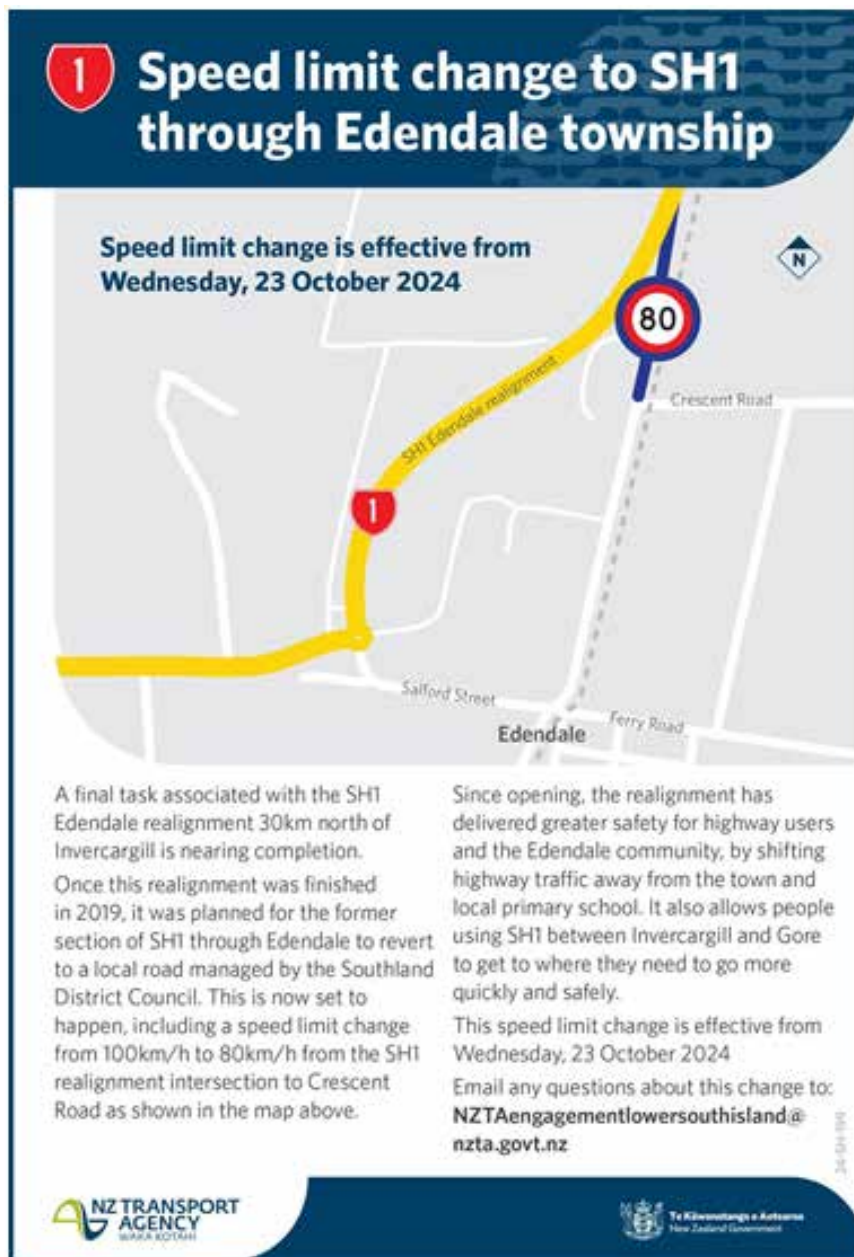 1
Speed limit change to SH1
through Edendale township
Speed limit change is effective from
Wednesday, 23 October 2024
N
80
Crescent Road
SH1 Edendale realignment
1
Salford Street
Ferry Road
Edendale
A final task associated with the SH1
Edendale realignment 30km north of
Invercargill is nearing completion.
Once this realignment was finished
in 2019, it was planned for the former
section of SH1 through Edendale to revert
to a local road managed by the Southland
District Council. This is now set to
happen, including a speed limit change
from 100km/h to 80km/h from the SH1
realignment intersection to Crescent
Road as shown in the map above.
Since opening, the realignment has
delivered greater safety for highway users
and the Edendale community, by shifting
highway traffic away from the town and
local primary school. It also allows people
using SH1 between Invercargill and Gore
to get to where they need to go more
quickly and safely.
This speed limit change is effective from
Wednesday, 23 October 2024
Email any questions about this change to:
NZTAengagementlowersouthisland@
nzta.govt.nz
NZ TRANSPORT
AGENCY
WAKA KOTAHI
Te Kāwanatanga o Aotearoa
New Zealand Government